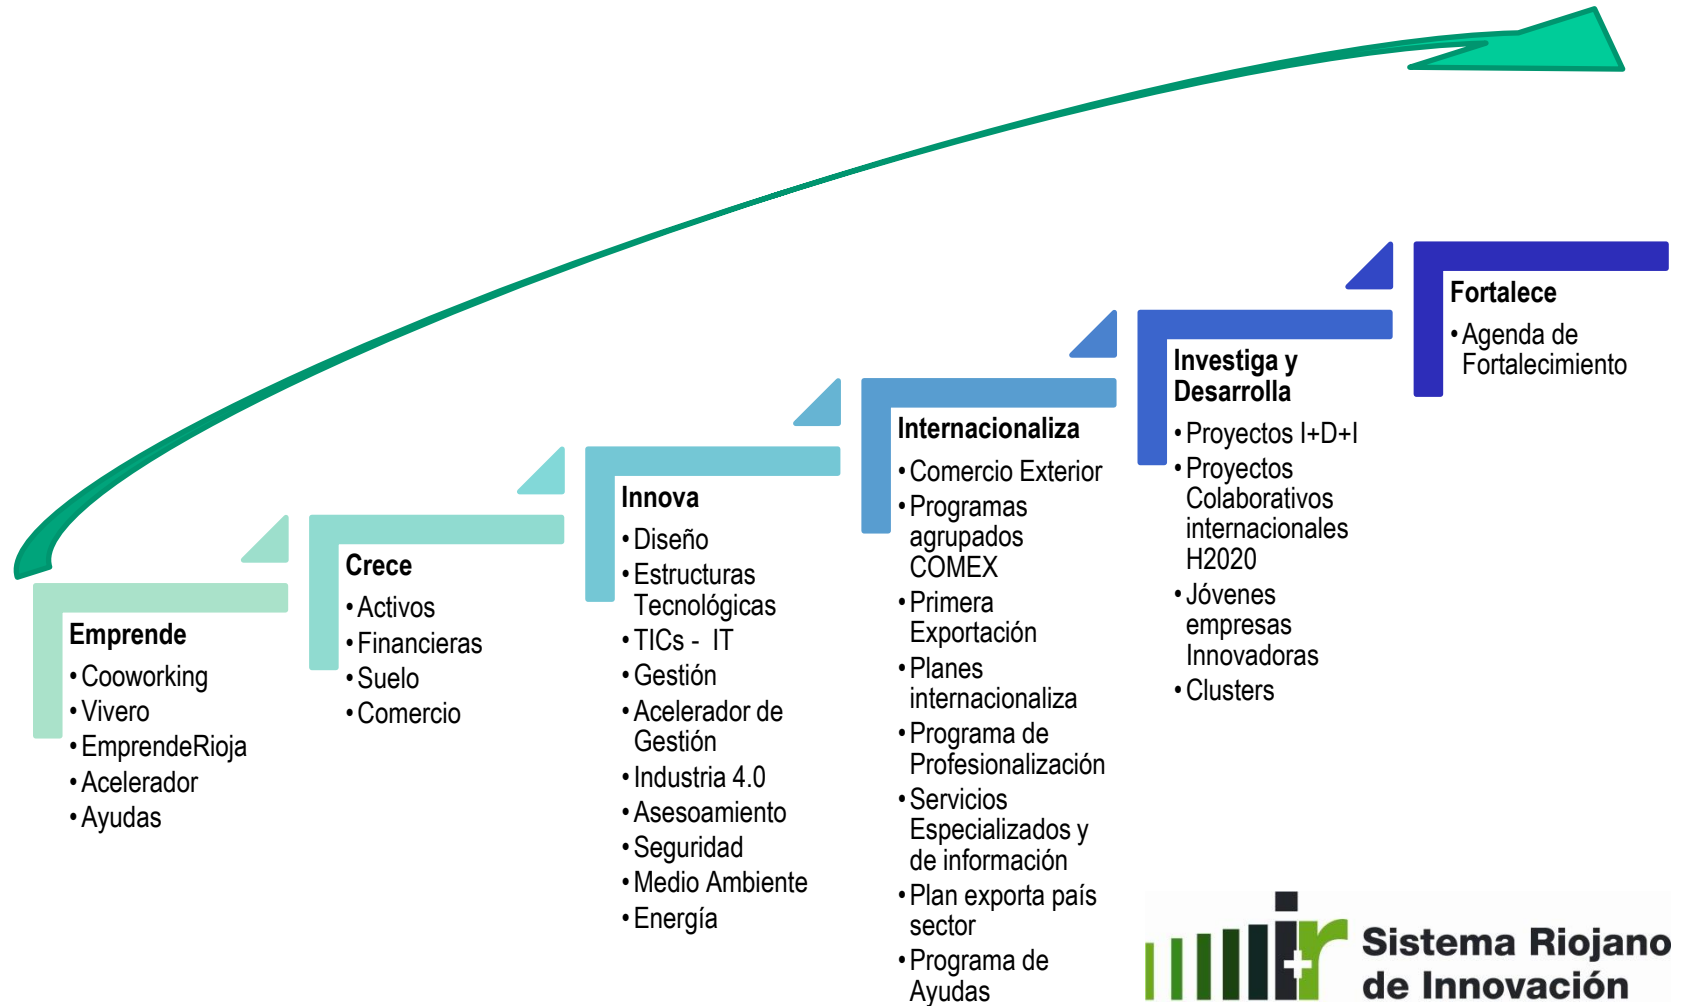 Emprende
• Cooworking
• Vivero
• EmprendeRioja
• Acelerador
• Ayudas
Crece
• Activos
• Financieras
• Suelo
• Comercio
Innova
• Diseño
• Estructuras
Tecnológicas
• TICs - IT
• Gestión
• Acelerador de
Gestión
• Industria 4.0
• Asesoamiento
• Seguridad
• Medio Ambiente
• Energía
Internacionaliza
• Comercio Exterior
• Programas
agrupados
COMEX
• Primera
Exportación
• Planes
internacionaliza
• Programa de
Profesionalización
• Servicios
Especializados y
de información
• Plan exporta país
sector
• Programa de
Ayudas
Investiga y
Desarrolla
• Proyectos I+D+I
• Proyectos
Colaborativos
internacionales
H2020
• Jóvenes
empresas
Innovadoras
• Clusters
Fortalece
• Agenda de
Fortalecimiento
i+r
Sistema Riojano
de Innovación